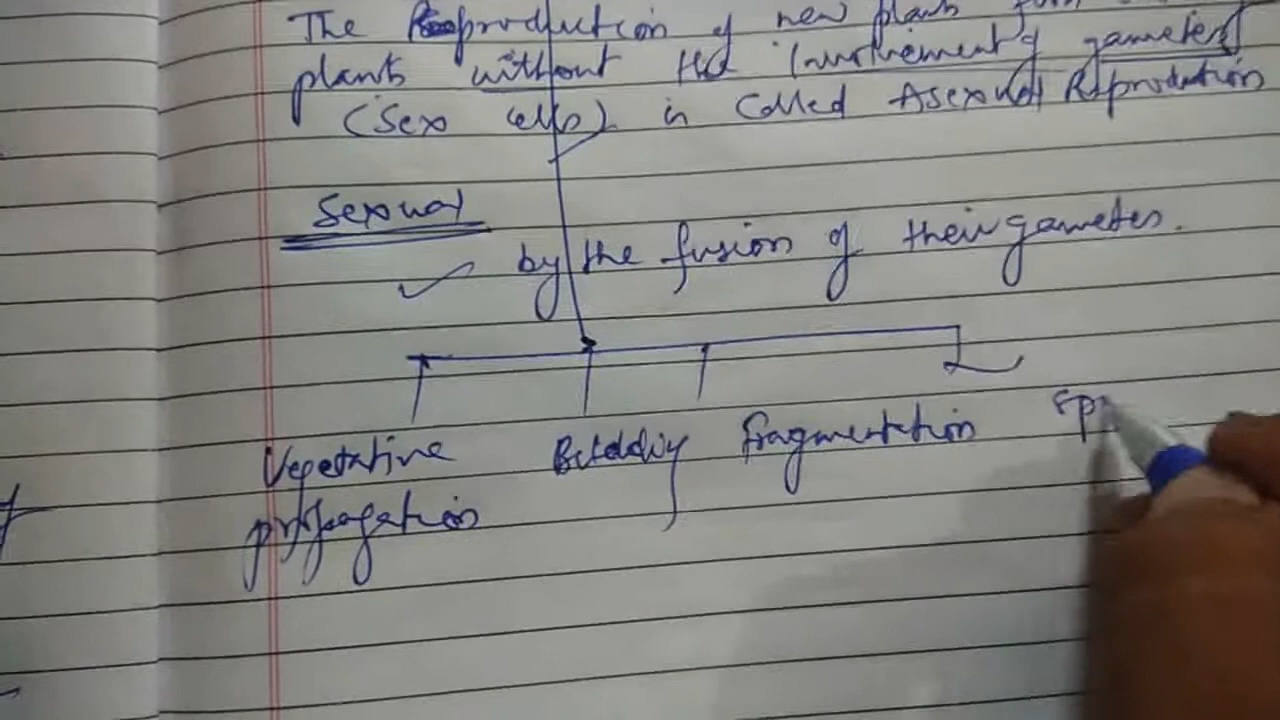 The Reproduction of new plants
plants without the involvement of gametes
(Sex cells) is called Asexual Reproduction
Sexual
by the fusion of their gametes.
Vegetative Budding fragmentation sp
propagation